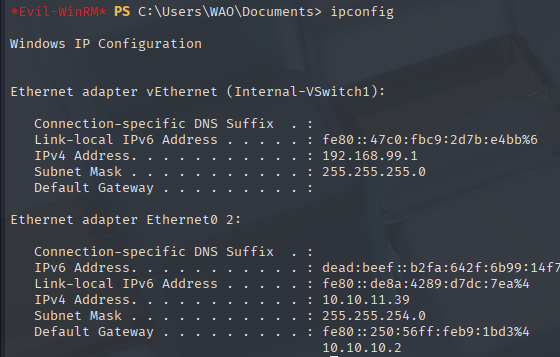 *Evil-WinRM* PS C:\Users\WAO\Documents> ipconfig
Windows IP Configuration
Ethernet adapter vEthernet (Internal-VSwitch1):
Connection-specific DNS Suffix . :
Link-local IPv6 Address . . . . . : fe80::47c0:fbc9:2d7b:e4bb%6
IPv4 Address. . . . . . . . . . . : 192.168.99.1
Subnet Mask . . . . . . . . . . . : 255.255.255.0
Default Gateway . . . . . . . . . :
Ethernet adapter Ethernet0 2:
Connection-specific DNS Suffix . :
IPv6 Address. . . . . . . . . . . : dead:beef::b2fa:642f:6b99:14f7
Link-local IPv6 Address . . . . . : fe80::de8a:4289:d7dc:7ea%4
IPv4 Address. . . . . . . . . . . : 10.10.11.39
Subnet Mask . . . . . . . . . . . : 255.255.254.0
Default Gateway . . . . . . . . . : fe80::250:56ff:feb9:1bd3%4
10.10.10.2